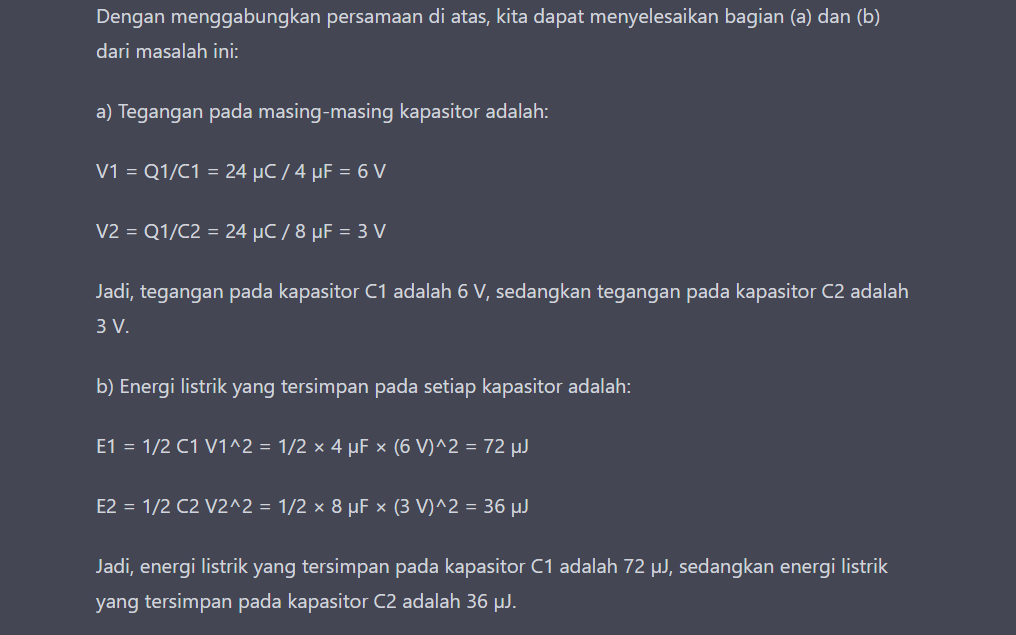 Dengan menggabungkan persamaan di atas, kita dapat menyelesaikan bagian (a) dan (b)
dari masalah ini:
a) Tegangan pada masing-masing kapasitor adalah:
V1 = Q1/C1 = 24 μC / 4 μF = 6 V
V2 = Q1/C2 = 24 μC / 8 μF = 3 V
Jadi, tegangan pada kapasitor C1 adalah 6 V, sedangkan tegangan pada kapasitor C2 adalah
3 V.
b) Energi listrik yang tersimpan pada setiap kapasitor adalah:
E1 = 1/2 C1 V1^2 = 1/2 × 4 μF × (6 V)^2 = 72 μJ
E2 = 1/2 C2 V2^2 = 1/2 × 8 μF × (3 V)^2 = 36 μJ
Jadi, energi listrik yang tersimpan pada kapasitor C1 adalah 72 μJ, sedangkan energi listrik
yang tersimpan pada kapasitor C2 adalah 36 μJ.